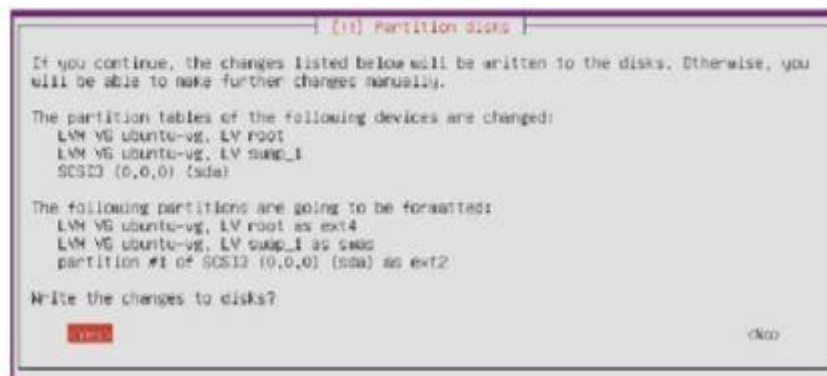 [!!] Partition disks
If you continue, the changes listed below will be written to the disks. Otherwise, you
will be able to make further changes manually.
The partition tables of the following devices are changed:
LVM VG ubuntu-vg, LV root
LVM VG ubuntu-vg, LV swap_1
SCSI3 (0,0,0) (sda)
The following partitions are going to be formatted:
LVM VG ubuntu-vg, LV root as ext4
LVM VG ubuntu-vg, LV swap_1 as swap
partition #1 of SCSI3 (0,0,0) (sda) as ext2
Write the changes to disks?
<Yes> <No>